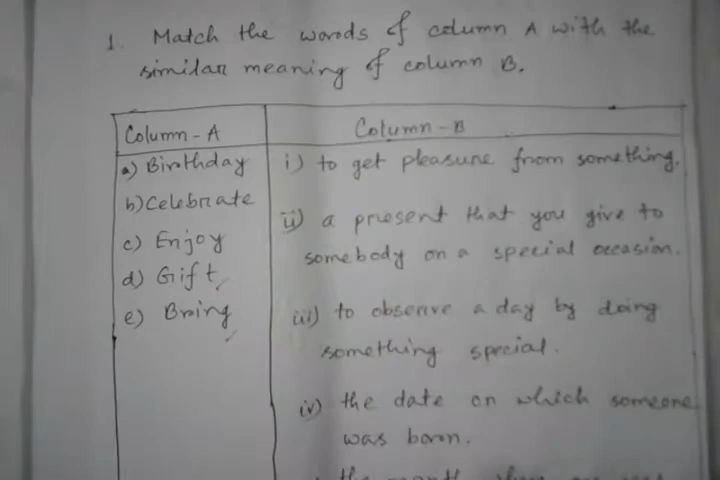 1. Match the words of column A with the
similar meaning of column B.
Column - A
Column - B
a) Birthday
i) to get pleasure from something.
b) Celebrate
ii) a present that you give to
c) Enjoy
somebody on a special occasion.
d) Gift
e) Bring
iii) to observe a day by doing
something special.
iv) the date on which someone
was born.
the